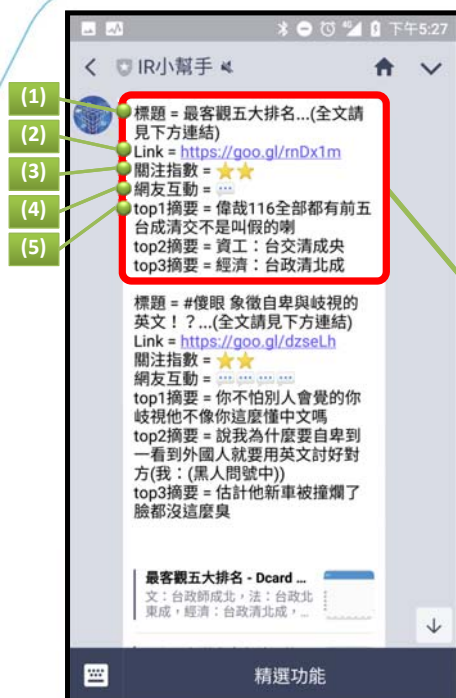 下午5:27
IR小幫手
(1)
(2)
(3)
(4)
(5)
標題 = 最客觀五大排名...(全文請
見下方連結)
Link = https://goo.gl/rnDx1m
關注指數 = ⭐⭐
網友互動 = 💬
top1摘要 = 偉哉116全部都有前五
台成清交不是叫假的喇
top2摘要 = 資工：台交清成央
top3摘要 = 經濟：台政清北成
標題 = #傻眼 象徵自卑與岐視的
英文！？...(全文請見下方連結)
Link = https://goo.gl/dzseLh
關注指數 = ⭐⭐
網友互動 = 💬💬💬💬
top1摘要 = 你不怕別人會覺的你
岐視他不像你這麼懂中文嗎
top2摘要 = 說我為什麼要自卑到
一看到外國人就要用英文討好對
方(我：(黑人問號中))
top3摘要 = 估計他新車被撞爛了
臉都沒這麼臭
最客觀五大排名 - Dcard ...
文：台政師成北，法：台政北
東成，經濟：台政清北成，...
精選功能